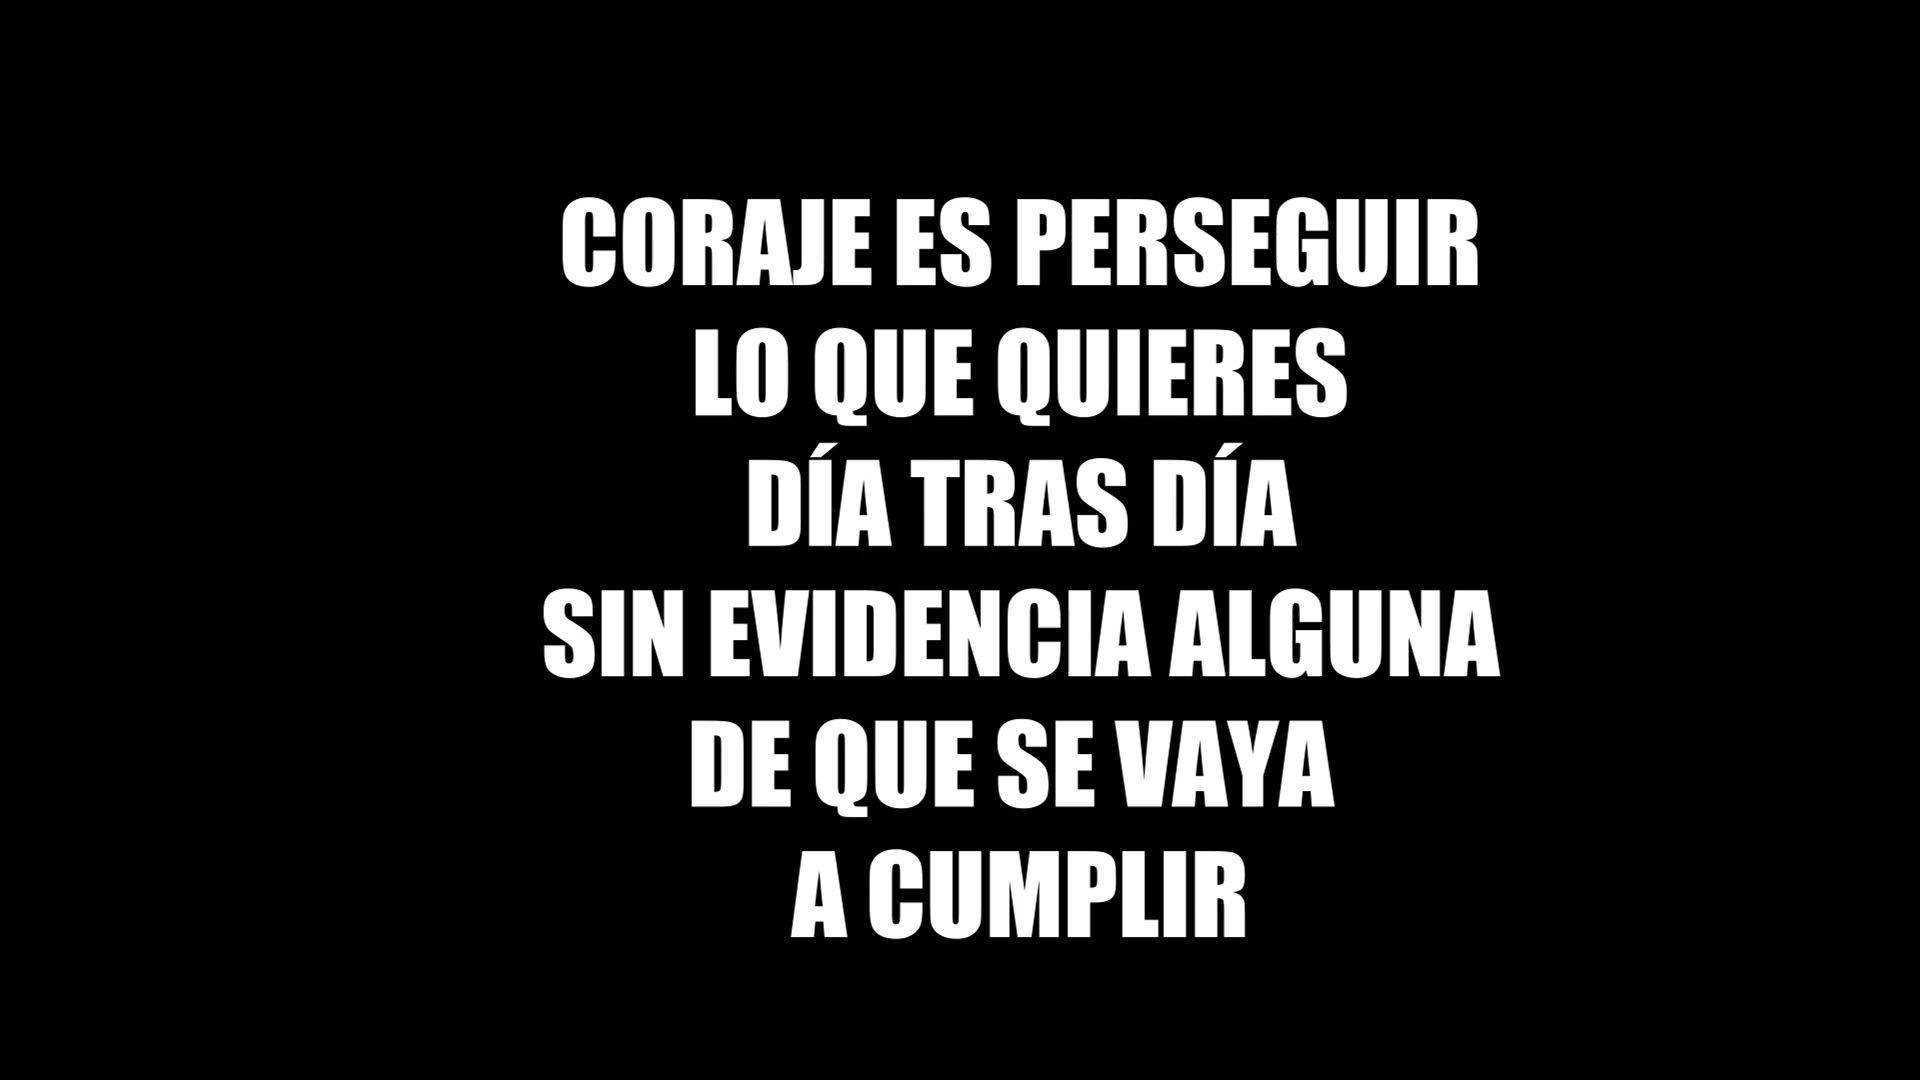 CORAJE ES PERSEGUIR
LO QUE QUIERES
DÍA TRAS DÍA
SIN EVIDENCIA ALGUNA
DE QUE SE VAYA
A CUMPLIR